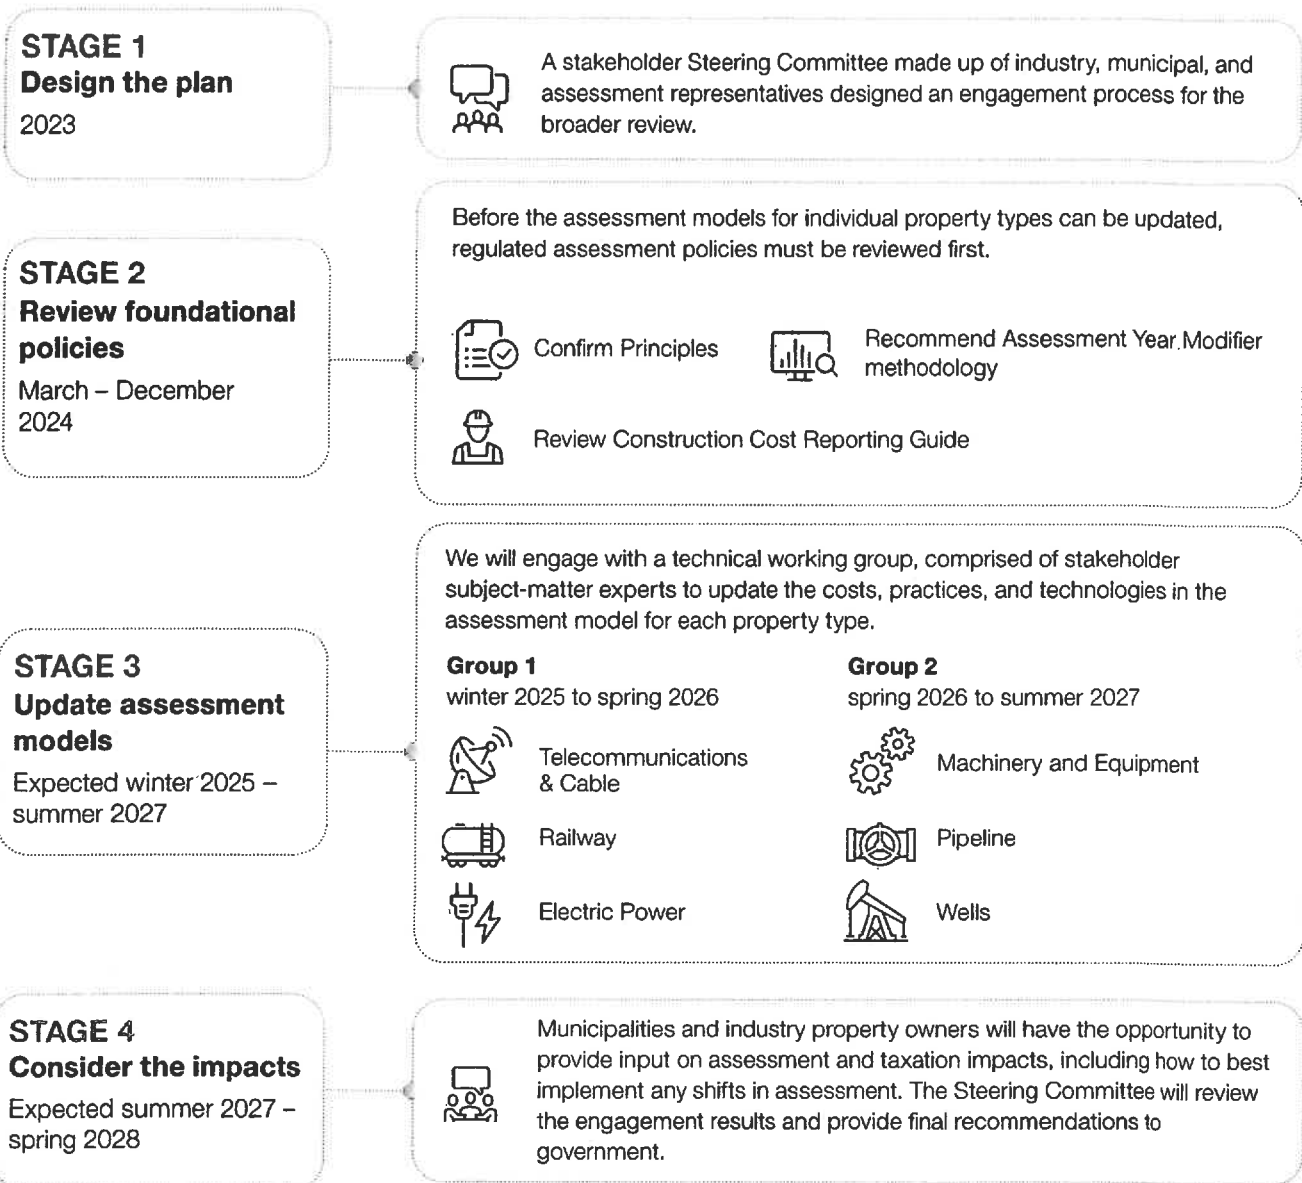 STAGE 1
Design the plan
2023
A stakeholder Steering Committee made up of industry, municipal, and
assessment representatives designed an engagement process for the
broader review.
STAGE 2
Review foundational
policies
March – December
2024
Before the assessment models for individual property types can be updated,
regulated assessment policies must be reviewed first.
Confirm Principles
Recommend Assessment Year Modifier
methodology
Review Construction Cost Reporting Guide
STAGE 3
Update assessment
models
Expected winter 2025 –
summer 2027
We will engage with a technical working group, comprised of stakeholder
subject-matter experts to update the costs, practices, and technologies in the
assessment model for each property type.
Group 1
winter 2025 to spring 2026
Telecommunications
& Cable
Railway
Electric Power
Group 2
spring 2026 to summer 2027
Machinery and Equipment
Pipeline
Wells
STAGE 4
Consider the impacts
Expected summer 2027 –
spring 2028
Municipalities and industry property owners will have the opportunity to
provide input on assessment and taxation impacts, including how to best
implement any shifts in assessment. The Steering Committee will review
the engagement results and provide final recommendations to
government.